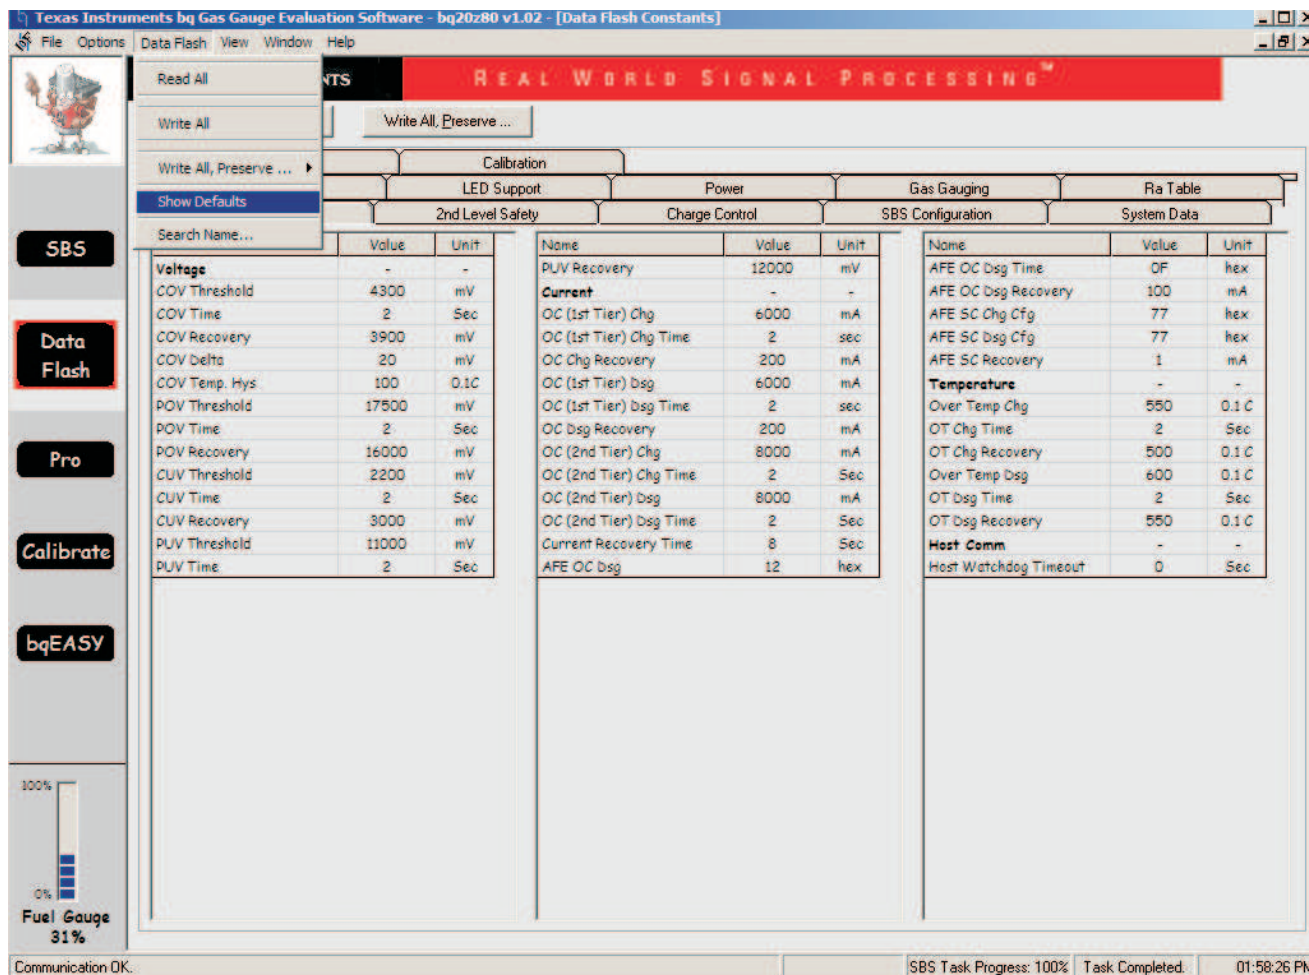 Texas Instruments bq Gas Gauge Evaluation Software - bq20z80 v1.02 - [Data Flash Constants]
File Options Data Flash View Window Help
Read All
Write All
Write All, Preserve ...
Show Defaults
Search Name...
NTS
REAL WORLD SIGNAL PROCESSING™
Write All, Preserve ...
Calibration
LED Support Power Gas Gauging Ra Table
2nd Level Safety Charge Control SBS Configuration System Data
SBS
Data Flash
Pro
Calibrate
bqEASY
100%
0%
Fuel Gauge
31%
Value Unit
Voltage - -
COV Threshold 4300 mV
COV Time 2 Sec
COV Recovery 3900 mV
COV Delta 20 mV
COV Temp. Hys 100 0.1C
POV Threshold 17500 mV
POV Time 2 Sec
POV Recovery 16000 mV
CUV Threshold 2200 mV
CUV Time 2 Sec
CUV Recovery 3000 mV
PUV Threshold 11000 mV
PUV Time 2 Sec
Name Value Unit
PUV Recovery 12000 mV
Current - -
OC (1st Tier) Chg 6000 mA
OC (1st Tier) Chg Time 2 sec
OC Chg Recovery 200 mA
OC (1st Tier) Dsg 6000 mA
OC (1st Tier) Dsg Time 2 sec
OC Dsg Recovery 200 mA
OC (2nd Tier) Chg 8000 mA
OC (2nd Tier) Chg Time 2 Sec
OC (2nd Tier) Dsg 8000 mA
OC (2nd Tier) Dsg Time 2 Sec
Current Recovery Time 8 Sec
AFE OC Dsg 12 hex
Name Value Unit
AFE OC Dsg Time 0F hex
AFE OC Dsg Recovery 100 mA
AFE SC Chg Cfg 77 hex
AFE SC Dsg Cfg 77 hex
AFE SC Recovery 1 mA
Temperature - -
Over Temp Chg 550 0.1 C
OT Chg Time 2 Sec
OT Chg Recovery 500 0.1 C
Over Temp Dsg 600 0.1 C
OT Dsg Time 2 Sec
OT Dsg Recovery 550 0.1 C
Host Comm - -
Host Watchdog Timeout 0 Sec
Communication OK. SBS Task Progress: 100% Task Completed. 01:58:26 PM